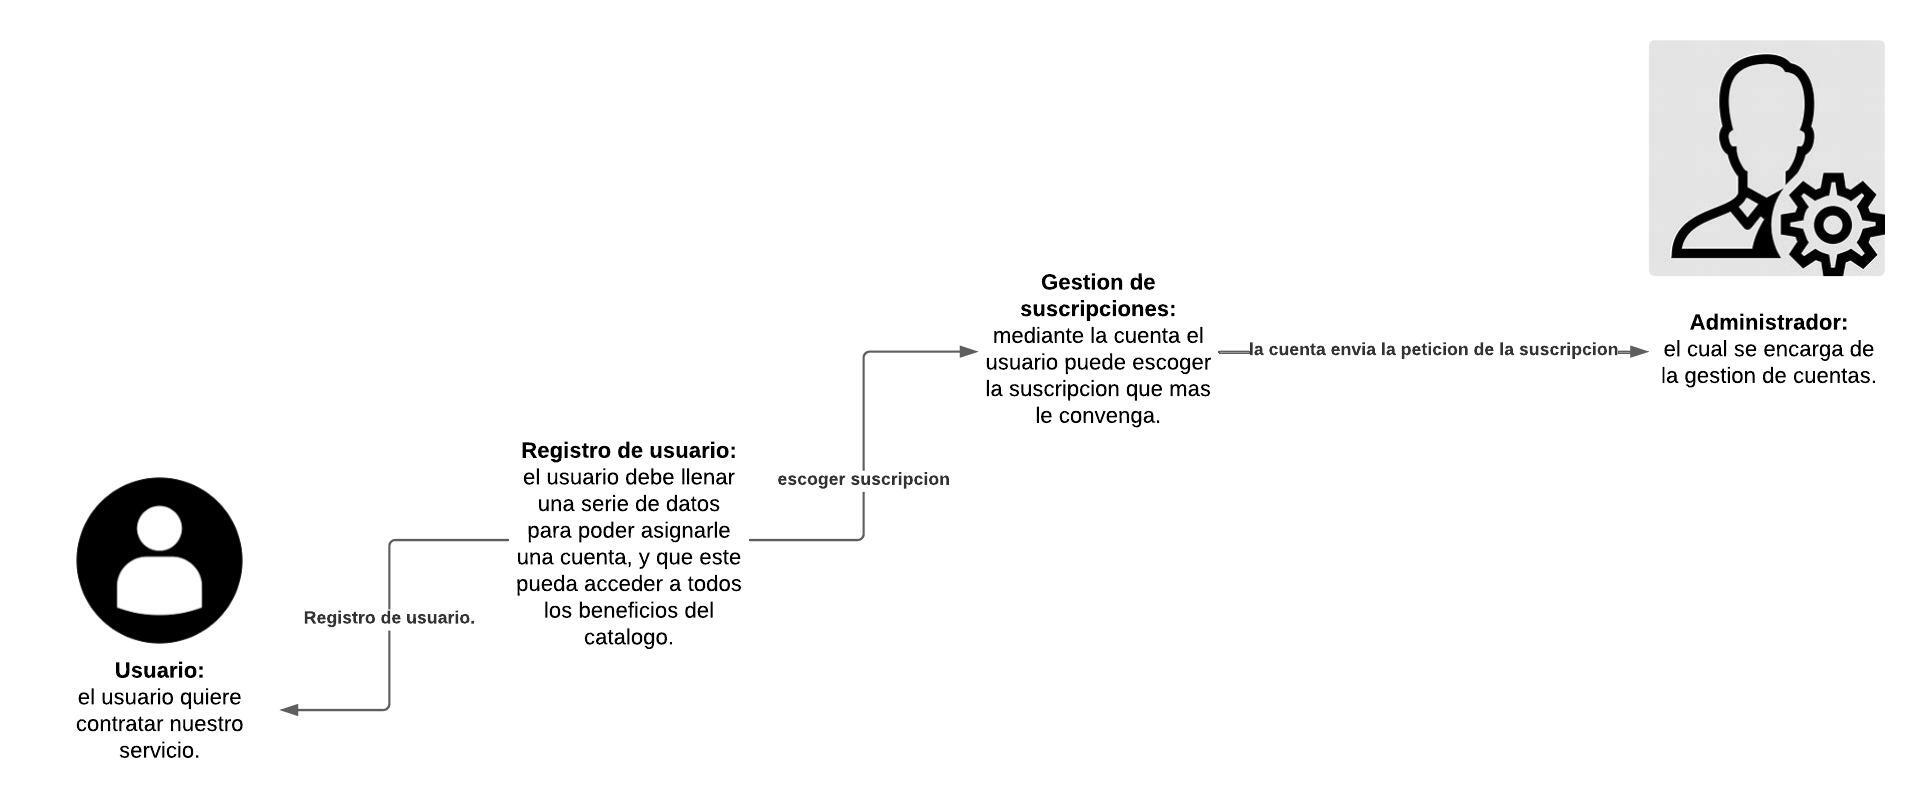 Usuario:
el usuario quiere
contratar nuestro
servicio.
Registro de usuario.
Registro de usuario:
el usuario debe llenar
una serie de datos
para poder asignarle
una cuenta, y que este
pueda acceder a todos
los beneficios del
catalogo.
escoger suscripcion
Gestion de
suscripciones:
mediante la cuenta el
usuario puede escoger
la suscripcion que mas
le convenga.
la cuenta envia la peticion de la suscripcion
Administrador:
el cual se encarga de
la gestion de cuentas.